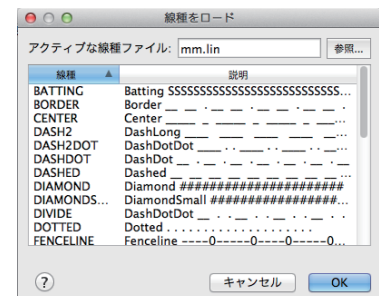 線種をロード
アクティブな線種ファイル: mm.lin 参照...
線種 ▲ 説明
BATTING Batting SSSSSSSSSSSSSSSSSSSSSSSSSSSSS...
BORDER Border __ __ . __ __ . __ __ . __ __ .
CENTER Center ____ _ ____ _ ____ _ ___...
DASH2 DashLong ____ ____ ____ ____ __...
DASH2DOT DashDotDot ____ . . ____ . . ____ ...
DASHDOT DashDot __ . __ . __ . __ . __ . __ .
DASHED Dashed __ __ __ __ __ __ __ __ __ ...
DIAMOND Diamond ######################
DIAMONDS... DiamondSmall #################...
DIVIDE DashDotDot __ . . __ . . __ . . __ . .
DOTTED Dotted . . . . . . . . . . . . . . . . . . . . .
FENCELINE Fenceline ----0-----0----0-----0...
? キャンセル OK